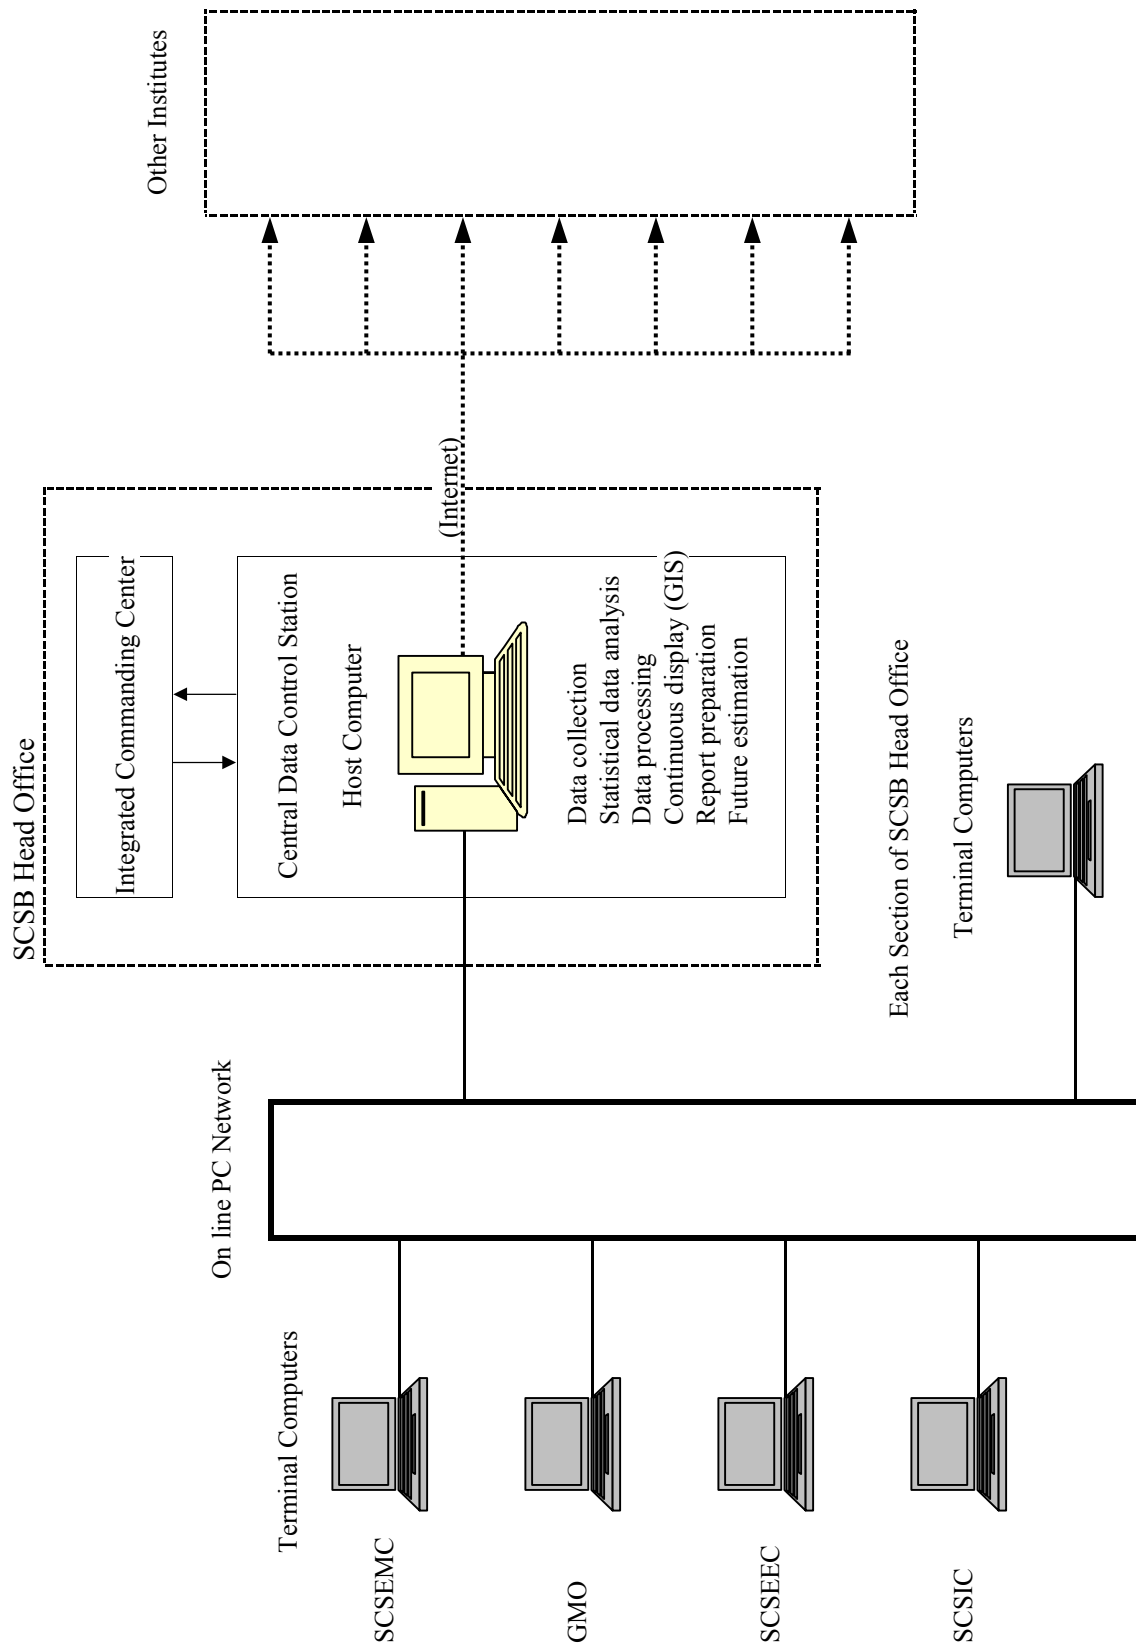 SCSB Head Office
Other Institutes
On line PC Network
Terminal Computers
Integrated Commanding Center
Central Data Control Station
Host Computer
(Internet)
Data collection
Statistical data analysis
Data processing
Continuous display (GIS)
Report preparation
Future estimation
SCSEMC
GMO
SCSEEC
SCSIC
Each Section of SCSB Head Office
Terminal Computers